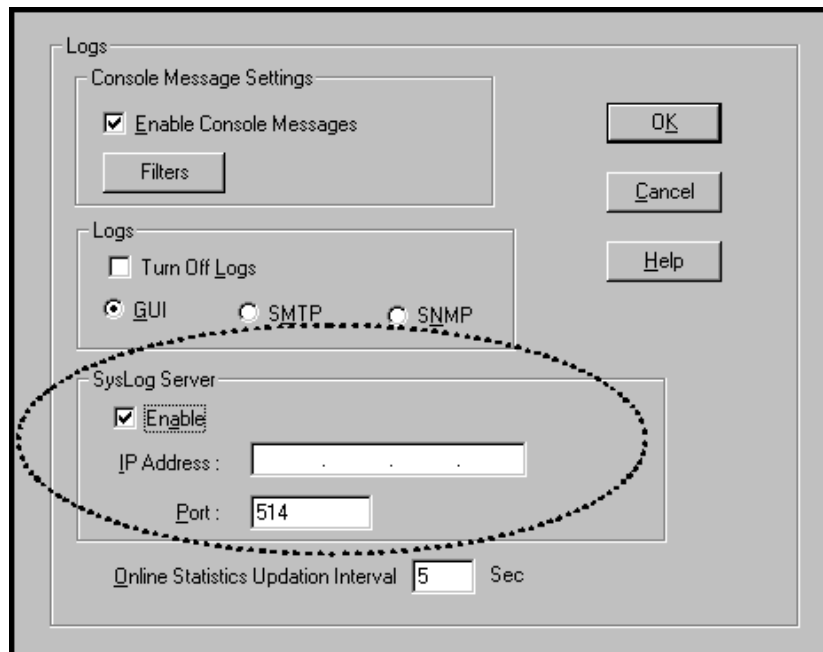 Logs
Console Message Settings
Enable Console Messages
OK
Filters
Cancel
Logs
Turn Off Logs
Help
GUI SMTP SNMP
SysLog Server
Enable
IP Address : . . .
Port : 514
Online Statistics Updation Interval 5 Sec